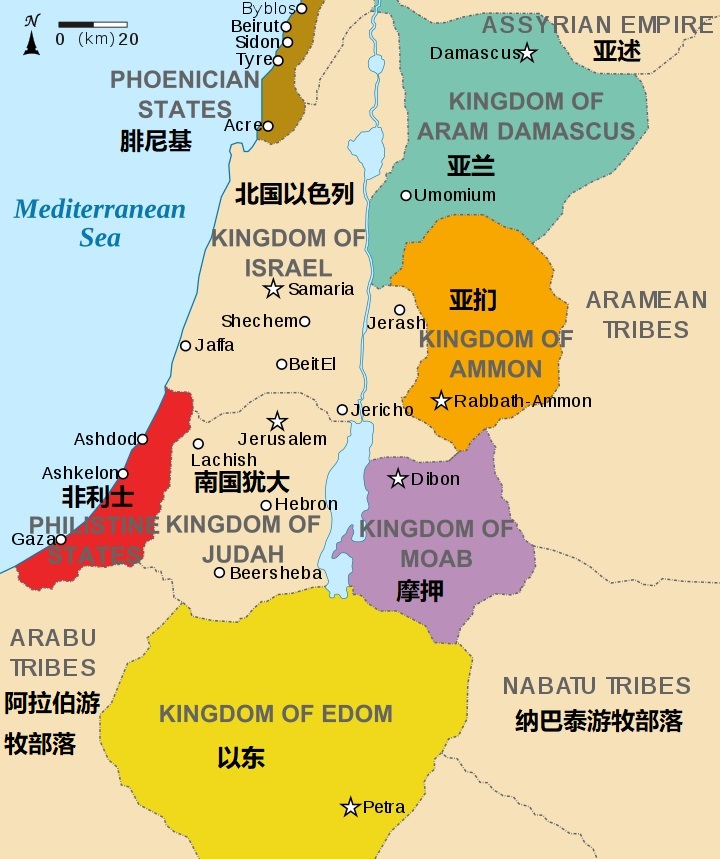 N
0 (km) 20
Byblos
Beirut
Sidon
Tyre
Acre
PHOENICIAN
STATES
腓尼基
ASSYRIAN EMPIRE
亚述
Damascus
KINGDOM OF
ARAM DAMASCUS
亚兰
Umomium
Mediterranean
Sea
北国以色列
KINGDOM OF
ISRAEL
Samaria
Shechem
Jaffa
BeitEl
Jerash
Jericho
亚扪
KINGDOM OF
AMMON
Rabbath-Ammon
ARAMEAN
TRIBES
Jerusalem
Lachish
南国犹大
Hebron
KINGDOM OF
JUDAH
Beersheba
Ashdod
Ashkelon
非利士
PHILISTINE
STATES
Gaza
Dibon
KINGDOM OF
MOAB
摩押
ARABU
TRIBES
阿拉伯游
牧部落
KINGDOM OF EDOM
以东
Petra
NABATU TRIBES
纳巴泰游牧部落